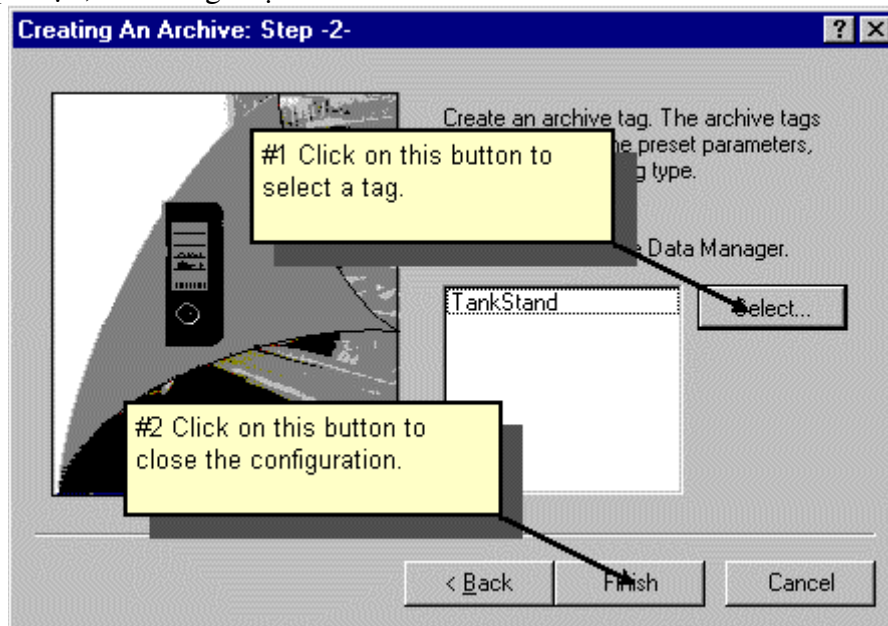 Creating An Archive: Step -2-
Create an archive tag. The archive tags
e preset parameters,
g type.
#1 Click on this button to
select a tag.
Data Manager.
TankStand
Select...
#2 Click on this button to
close the configuration.
< Back
Finish
Cancel